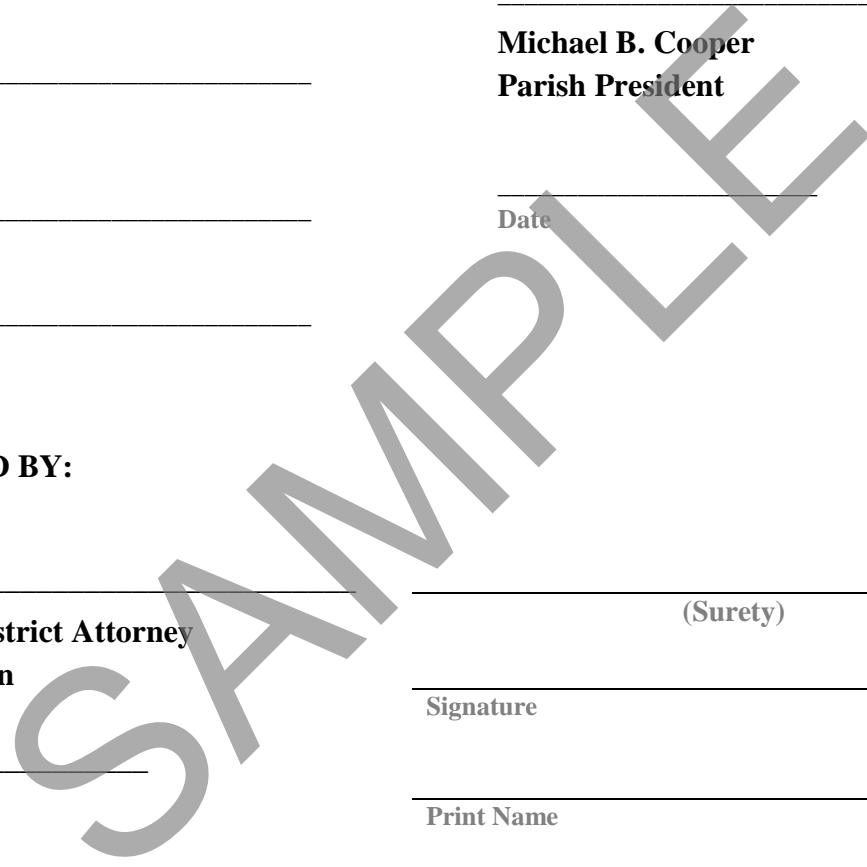 Michael B. Cooper
Parish President
Date
D BY:
(Surety)
strict Attorney
n
Signature
Print Name
SAMPLE